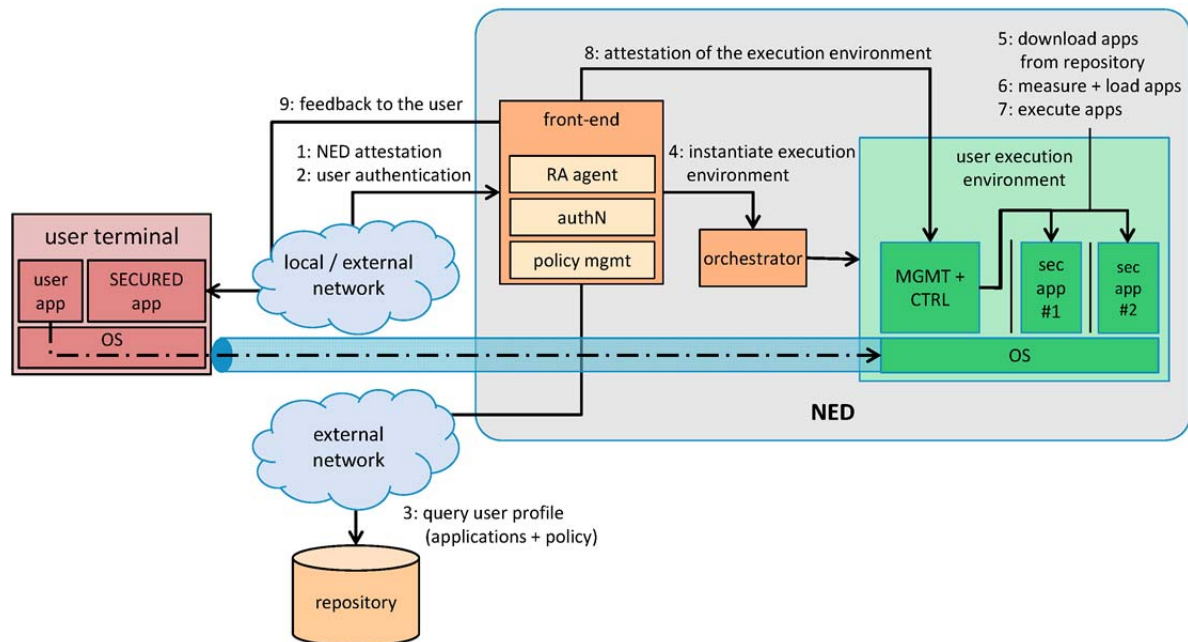 8: attestation of the execution environment
5: download apps
from repository
6: measure + load apps
7: execute apps
9: feedback to the user
front-end
1: NED attestation
2: user authentication
RA agent
authN
policy mgmt
4: instantiate execution
environment
user execution
environment
user terminal
user
app
SECURED
app
OS
local / external
network
orchestrator
MGMT +
CTRL
sec
app
#1
sec
app
#2
OS
NED
external
network
3: query user profile
(applications + policy)
repository